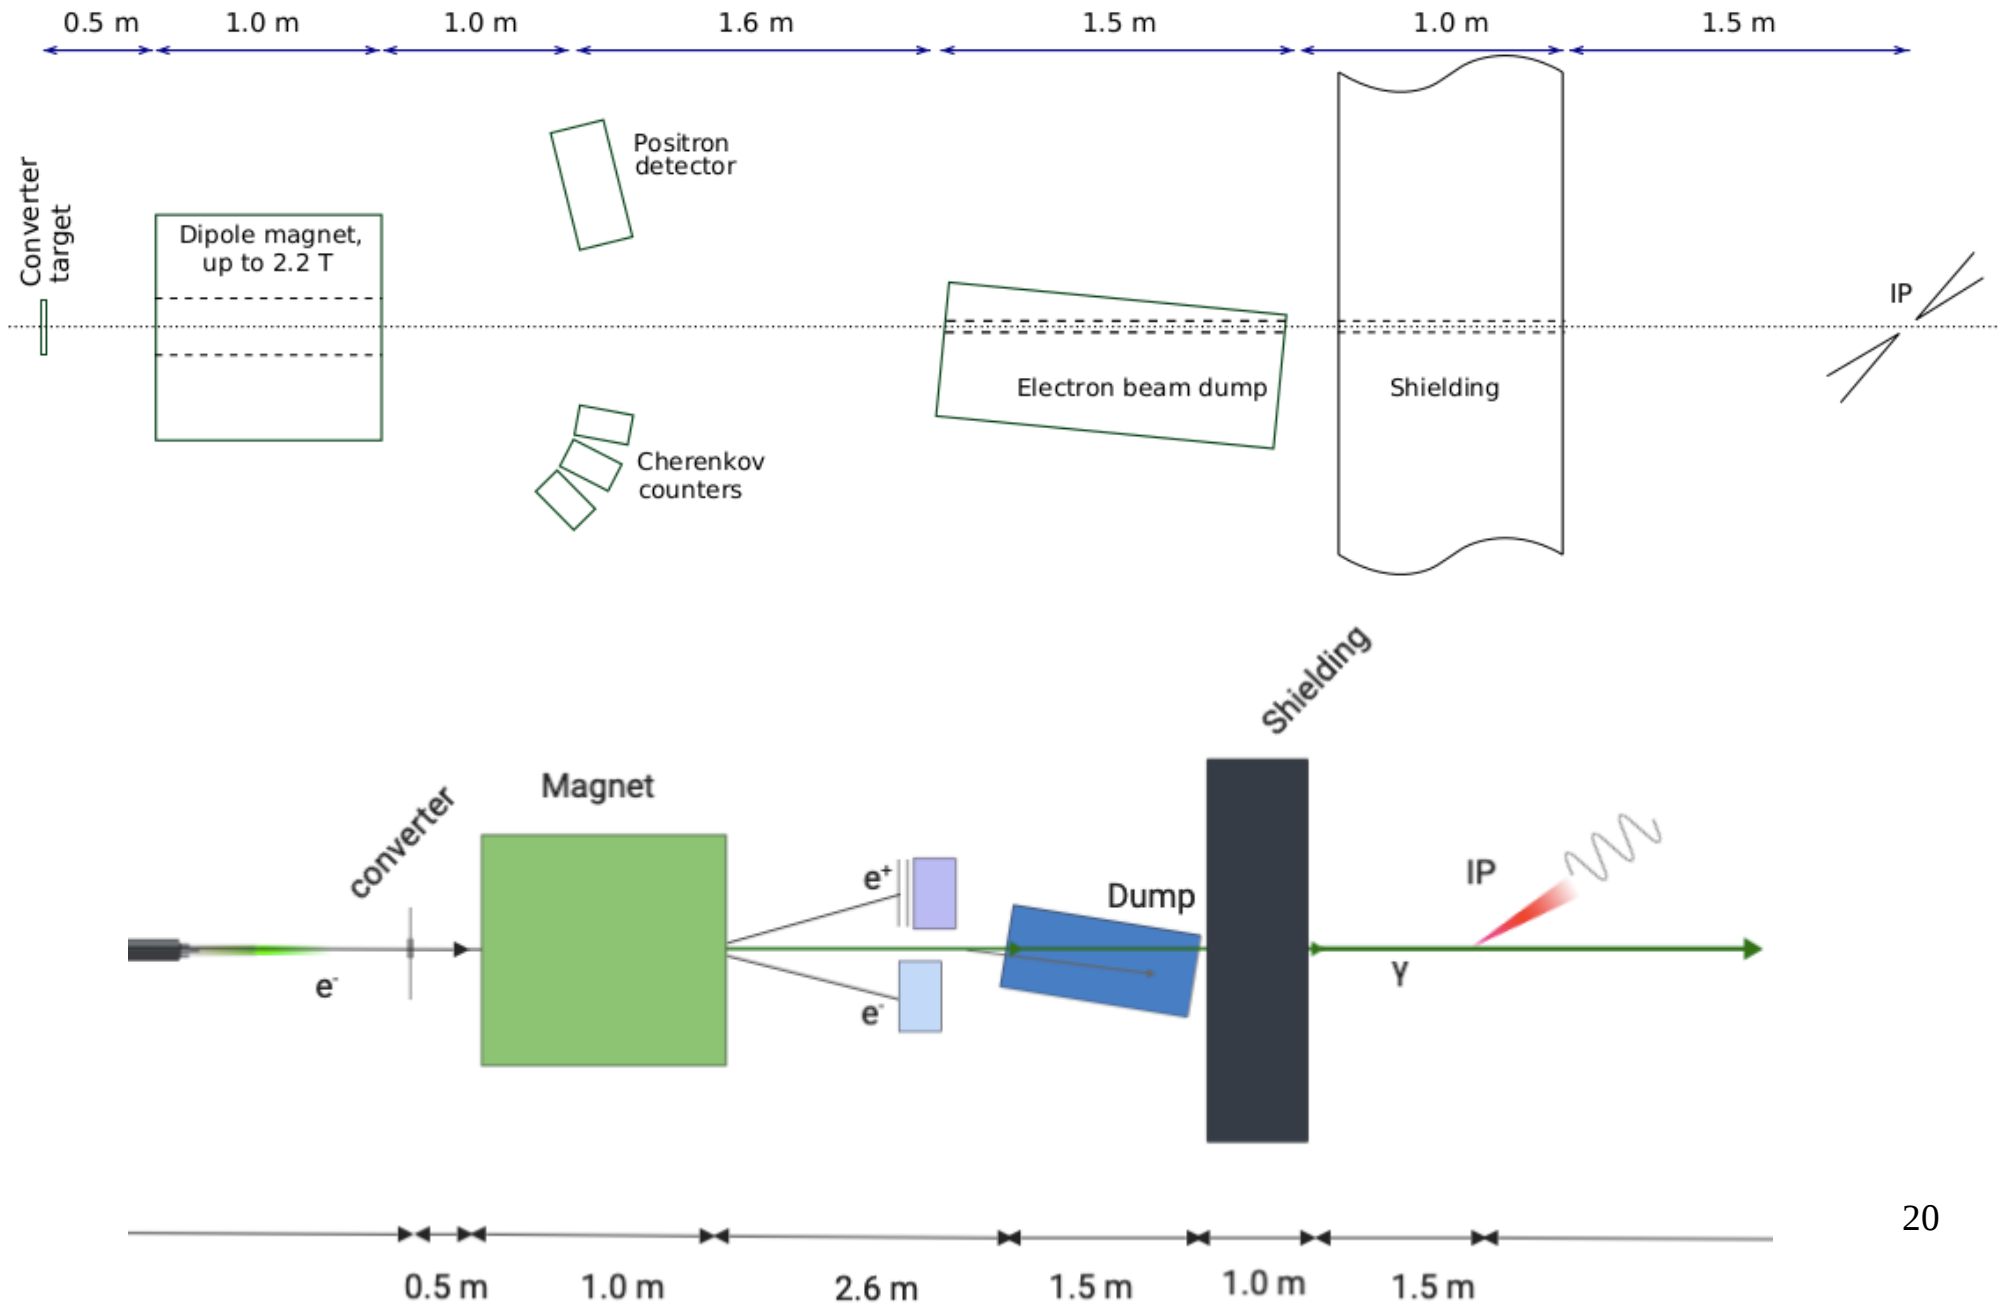 0.5 m
1.0 m
1.0 m
1.6 m
1.5 m
1.0 m
1.5 m
Converter
target
Dipole magnet,
up to 2.2 T
Positron
detector
Cherenkov
counters
Electron beam dump
Shielding
IP
Shielding
converter
Magnet
e⁺
Dump
IP
e⁻
e⁻
γ
20
0.5 m
1.0 m
2.6 m
1.5 m
1.0 m
1.5 m